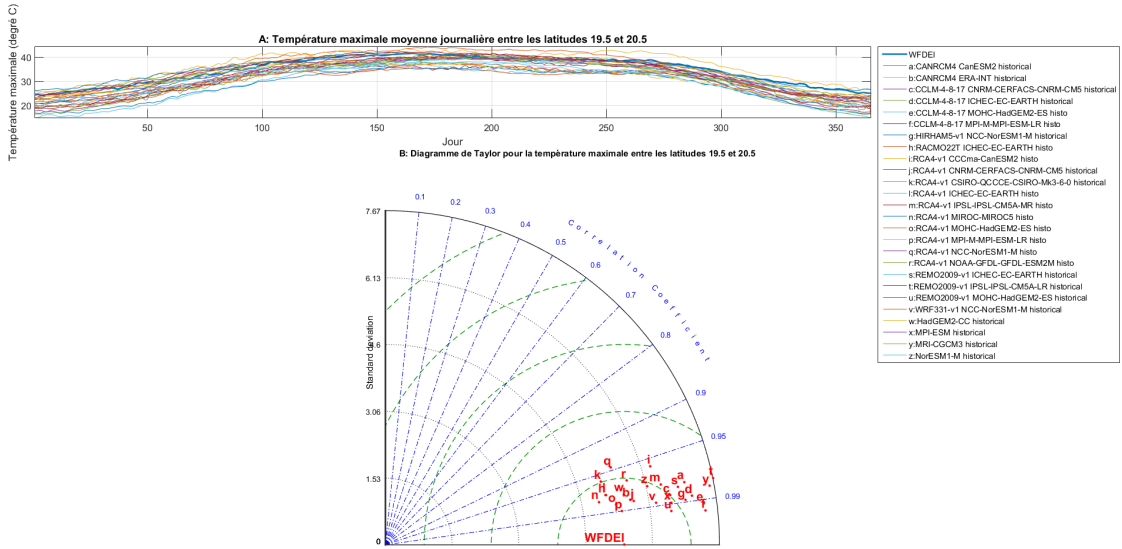 A: Température maximale moyenne journalière entre les latitudes 19.5 et 20.5
Température maximale (degré C)
40
30
20
50
100
150
200
250
300
350
Jour
WFDEI
a:CANRCM4 CanESM2 historical
b:CANRCM4 ERA-INT historical
c:CCLM-4-8-17 CNRM-CERFACS-CNRM-CM5 historical
d:CCLM-4-8-17 ICHEC-EC-EARTH historical
e:CCLM-4-8-17 MOHC-HadGEM2-ES histo
f:CCLM-4-8-17 MPI-M-MPI-ESM-LR histo
g:HIRHAM5-v1 NCC-NorESM1-M historical
h:RACMO22T ICHEC-EC-EARTH histo
i:RCA4-v1 CCCma-CanESM2 histo
j:RCA4-v1 CNRM-CERFACS-CNRM-CM5 historical
k:RCA4-v1 CSIRO-QCCCE-CSIRO-Mk3-6-0 historical
l:RCA4-v1 ICHEC-EC-EARTH histo
m:RCA4-v1 IPSL-IPSL-CM5A-MR histo
n:RCA4-v1 MIROC-MIROC5 histo
o:RCA4-v1 MOHC-HadGEM2-ES histo
p:RCA4-v1 MPI-M-MPI-ESM-LR histo
q:RCA4-v1 NCC-NorESM1-M histo
r:RCA4-v1 NOAA-GFDL-GFDL-ESM2M histo
s:REMO2009-v1 ICHEC-EC-EARTH historical
t:REMO2009-v1 IPSL-IPSL-CM5A-LR historical
u:REMO2009-v1 MOHC-HadGEM2-ES historical
v:WRF331-v1 NCC-NorESM1-M historical
w:HadGEM2-CC historical
x:MPI-ESM historical
y:MRI-CGCM3 historical
z:NorESM1-M historical
B: Diagramme de Taylor pour la température maximale entre les latitudes 19.5 et 20.5
7.67
6.13
3.06
1.53
0
Standard deviation
0.1
0.2
0.3
0.4
0.5
0.6
0.7
0.8
0.9
0.95
0.99
Correlation Coefficient
q
i
k
r
z
m
a
t
y
w
b
j
c
d
n
o
p
v
x
g
e
u
f
WFDEI